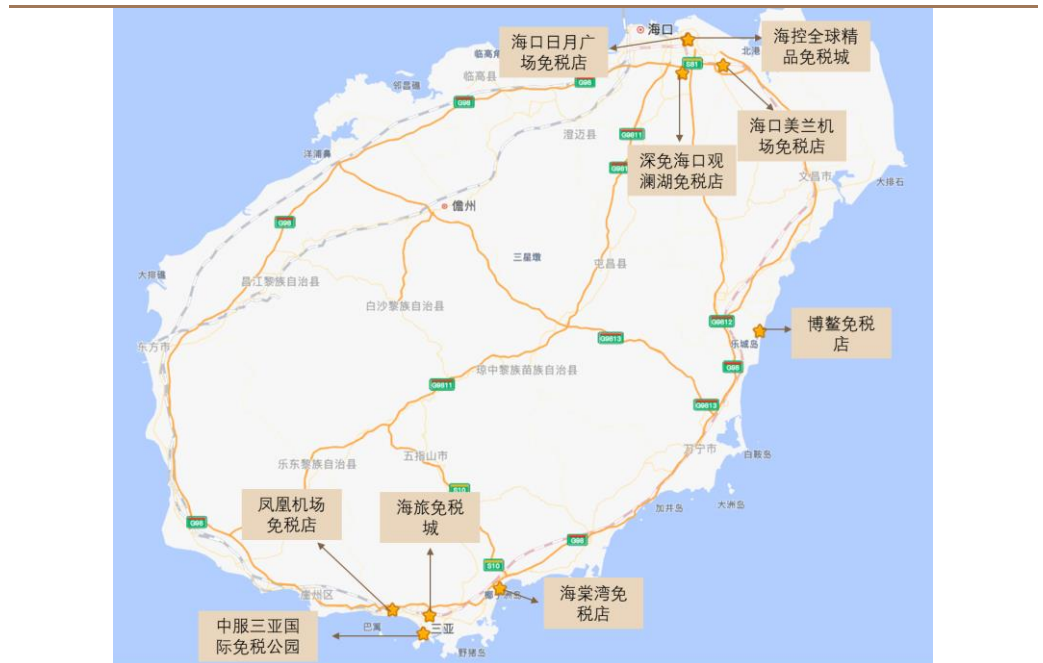 海口
海口日月广
场免税店
海控全球精
品免税城
北港
临高角
临高县
邻昌礁
G98
G98
S81
海口美兰机
场免税店
澄迈县
G9811
深免海口观
澜湖免税店
洋浦鼻
G981
文昌市
大排石
儋州
G98
三星墩
屯昌县
大排礁
昌江黎族自治县
白沙黎族自治县
G9812
博鳌免税
店
东方市
乐城岛
G9813
G98
琼中黎族苗族自治县
G9811
G9813
万宁市
白鞍岛
乐东黎族自治县
五指山市
凤凰机场
免税店
海旅免税
城
S10
加井岛
大洲岛
G98
G98
S10
崖州区
海棠湾免
税店
中服三亚国
际免税公园
巴篱
三亚
野猪岛